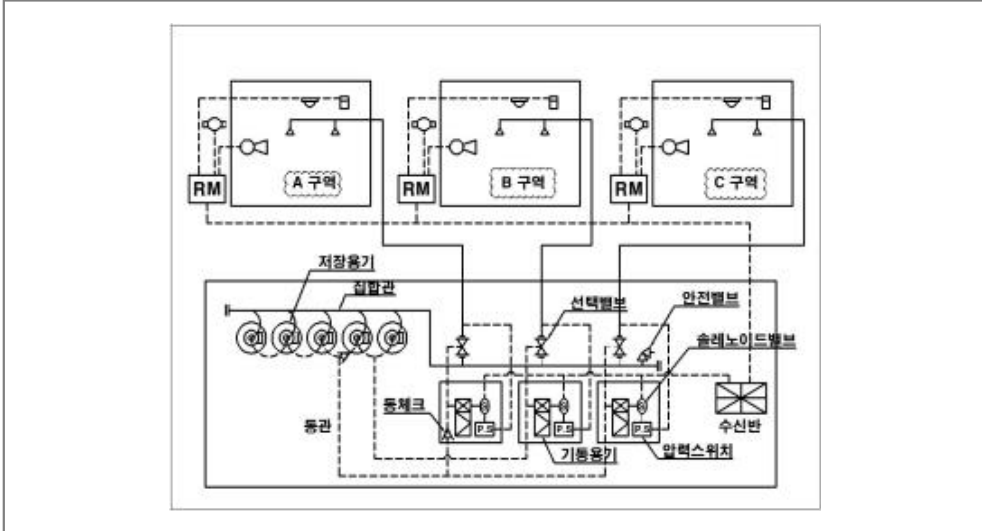 RM
A 구역
RM
B 구역
RM
C 구역
저장용기
집합관
선택밸브
안전밸브
솔레노이드밸브
동체크
동관
P.S
P.S
P.S
기동용기
압력스위치
수신반